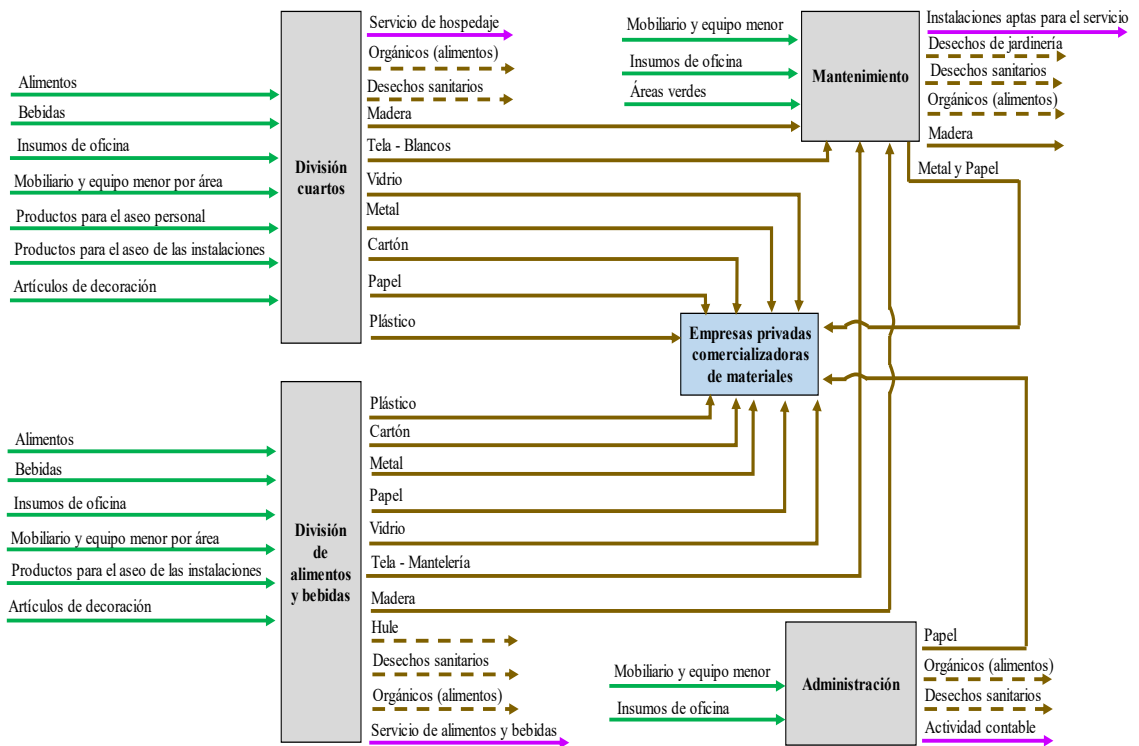 Alimentos
Bebidas
Insumos de oficina
Mobiliario y equipo menor por área
Productos para el aseo personal
Productos para el aseo de las instalaciones
Artículos de decoración
División
cuartos
Servicio de hospedaje
Orgánicos (alimentos)
Desechos sanitarios
Madera
Tela - Blancos
Vidrio
Metal
Cartón
Papel
Plástico
Mobiliario y equipo menor
Insumos de oficina
Áreas verdes
Mantenimiento
Instalaciones aptas para el servicio
Desechos de jardinería
Desechos sanitarios
Orgánicos (alimentos)
Madera
Metal y Papel
Empresas privadas
comercializadoras
de materiales
Alimentos
Bebidas
Insumos de oficina
Mobiliario y equipo menor por área
Productos para el aseo de las instalaciones
Artículos de decoración
División
de
alimentos
y bebidas
Plástico
Cartón
Metal
Papel
Vidrio
Tela - Mantelería
Madera
Hule
Desechos sanitarios
Orgánicos (alimentos)
Servicio de alimentos y bebidas
Mobiliario y equipo menor
Insumos de oficina
Administración
Papel
Orgánicos (alimentos)
Desechos sanitarios
Actividad contable